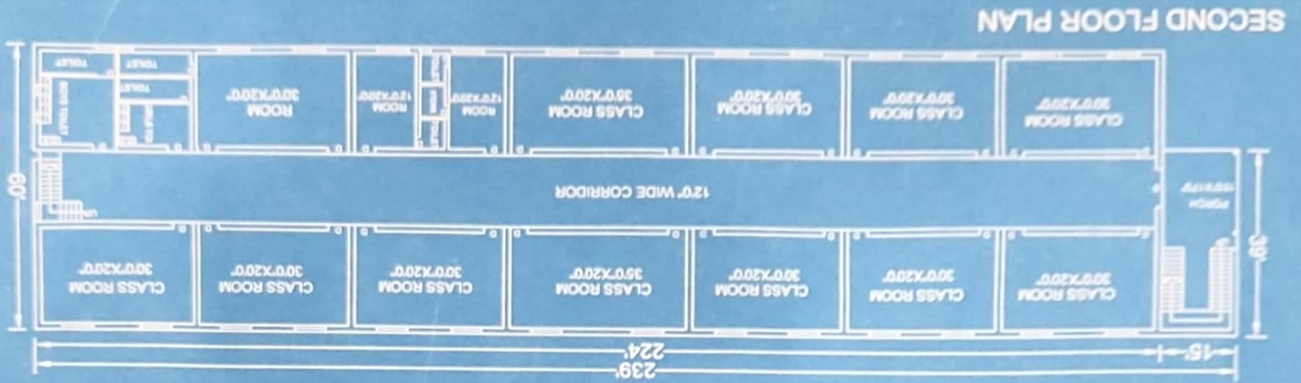 239'
15'
224'
CLASS ROOM
30'0"X20'0"
CLASS ROOM
30'0"X20'0"
CLASS ROOM
30'0"X20'0"
CLASS ROOM
35'0"X20'0"
CLASS ROOM
30'0"X20'0"
CLASS ROOM
30'0"X20'0"
CLASS ROOM
30'0"X20'0"
39'
PORCH
UP
12'0" WIDE CORRIDOR
60'
CLASS ROOM
30'0"X20'0"
CLASS ROOM
30'0"X20'0"
CLASS ROOM
30'0"X20'0"
CLASS ROOM
35'0"X20'0"
ROOM
12'0"X20'0"
TOILET
TOILET
ROOM
12'0"X20'0"
ROOM
30'0"X20'0"
TOILET
TOILET
BOYS TOILET
TOILET
SECOND FLOOR PLAN